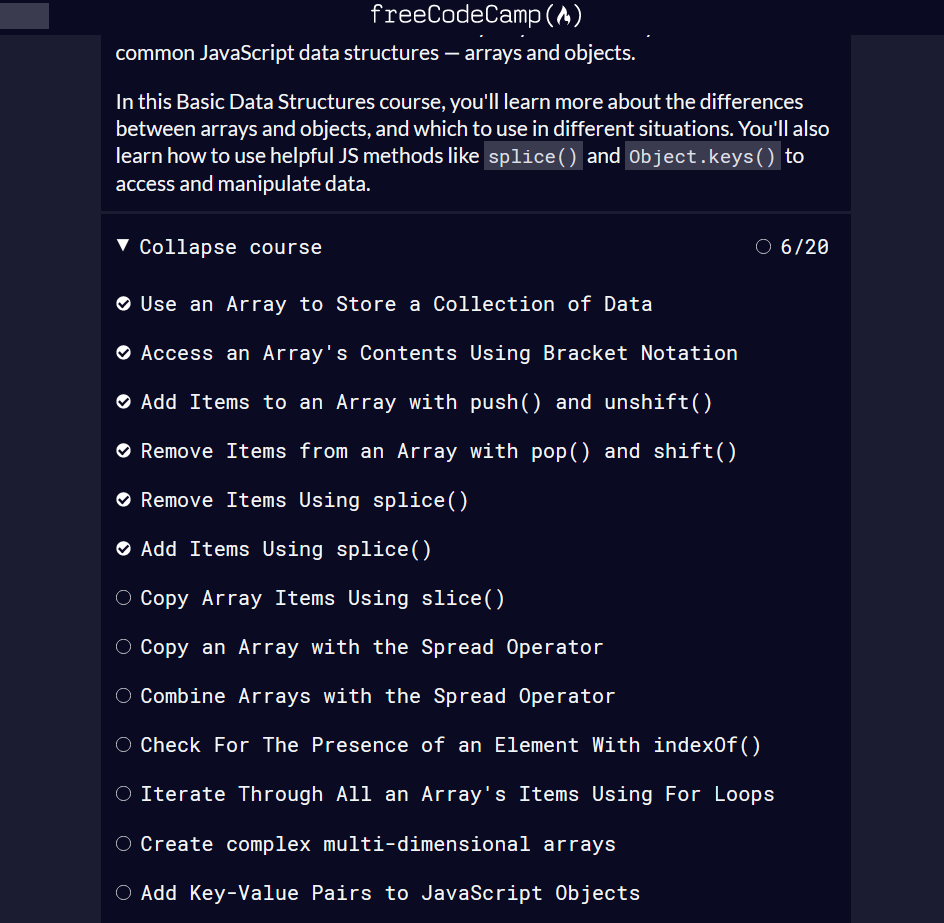 freeCodeCamp
common JavaScript data structures — arrays and objects.
In this Basic Data Structures course, you'll learn more about the differences
between arrays and objects, and which to use in different situations. You'll also
learn how to use helpful JS methods like splice() and Object.keys() to
access and manipulate data.
Collapse course 6/20
Use an Array to Store a Collection of Data
Access an Array's Contents Using Bracket Notation
Add Items to an Array with push() and unshift()
Remove Items from an Array with pop() and shift()
Remove Items Using splice()
Add Items Using splice()
Copy Array Items Using slice()
Copy an Array with the Spread Operator
Combine Arrays with the Spread Operator
Check For The Presence of an Element With indexOf()
Iterate Through All an Array's Items Using For Loops
Create complex multi-dimensional arrays
Add Key-Value Pairs to JavaScript Objects